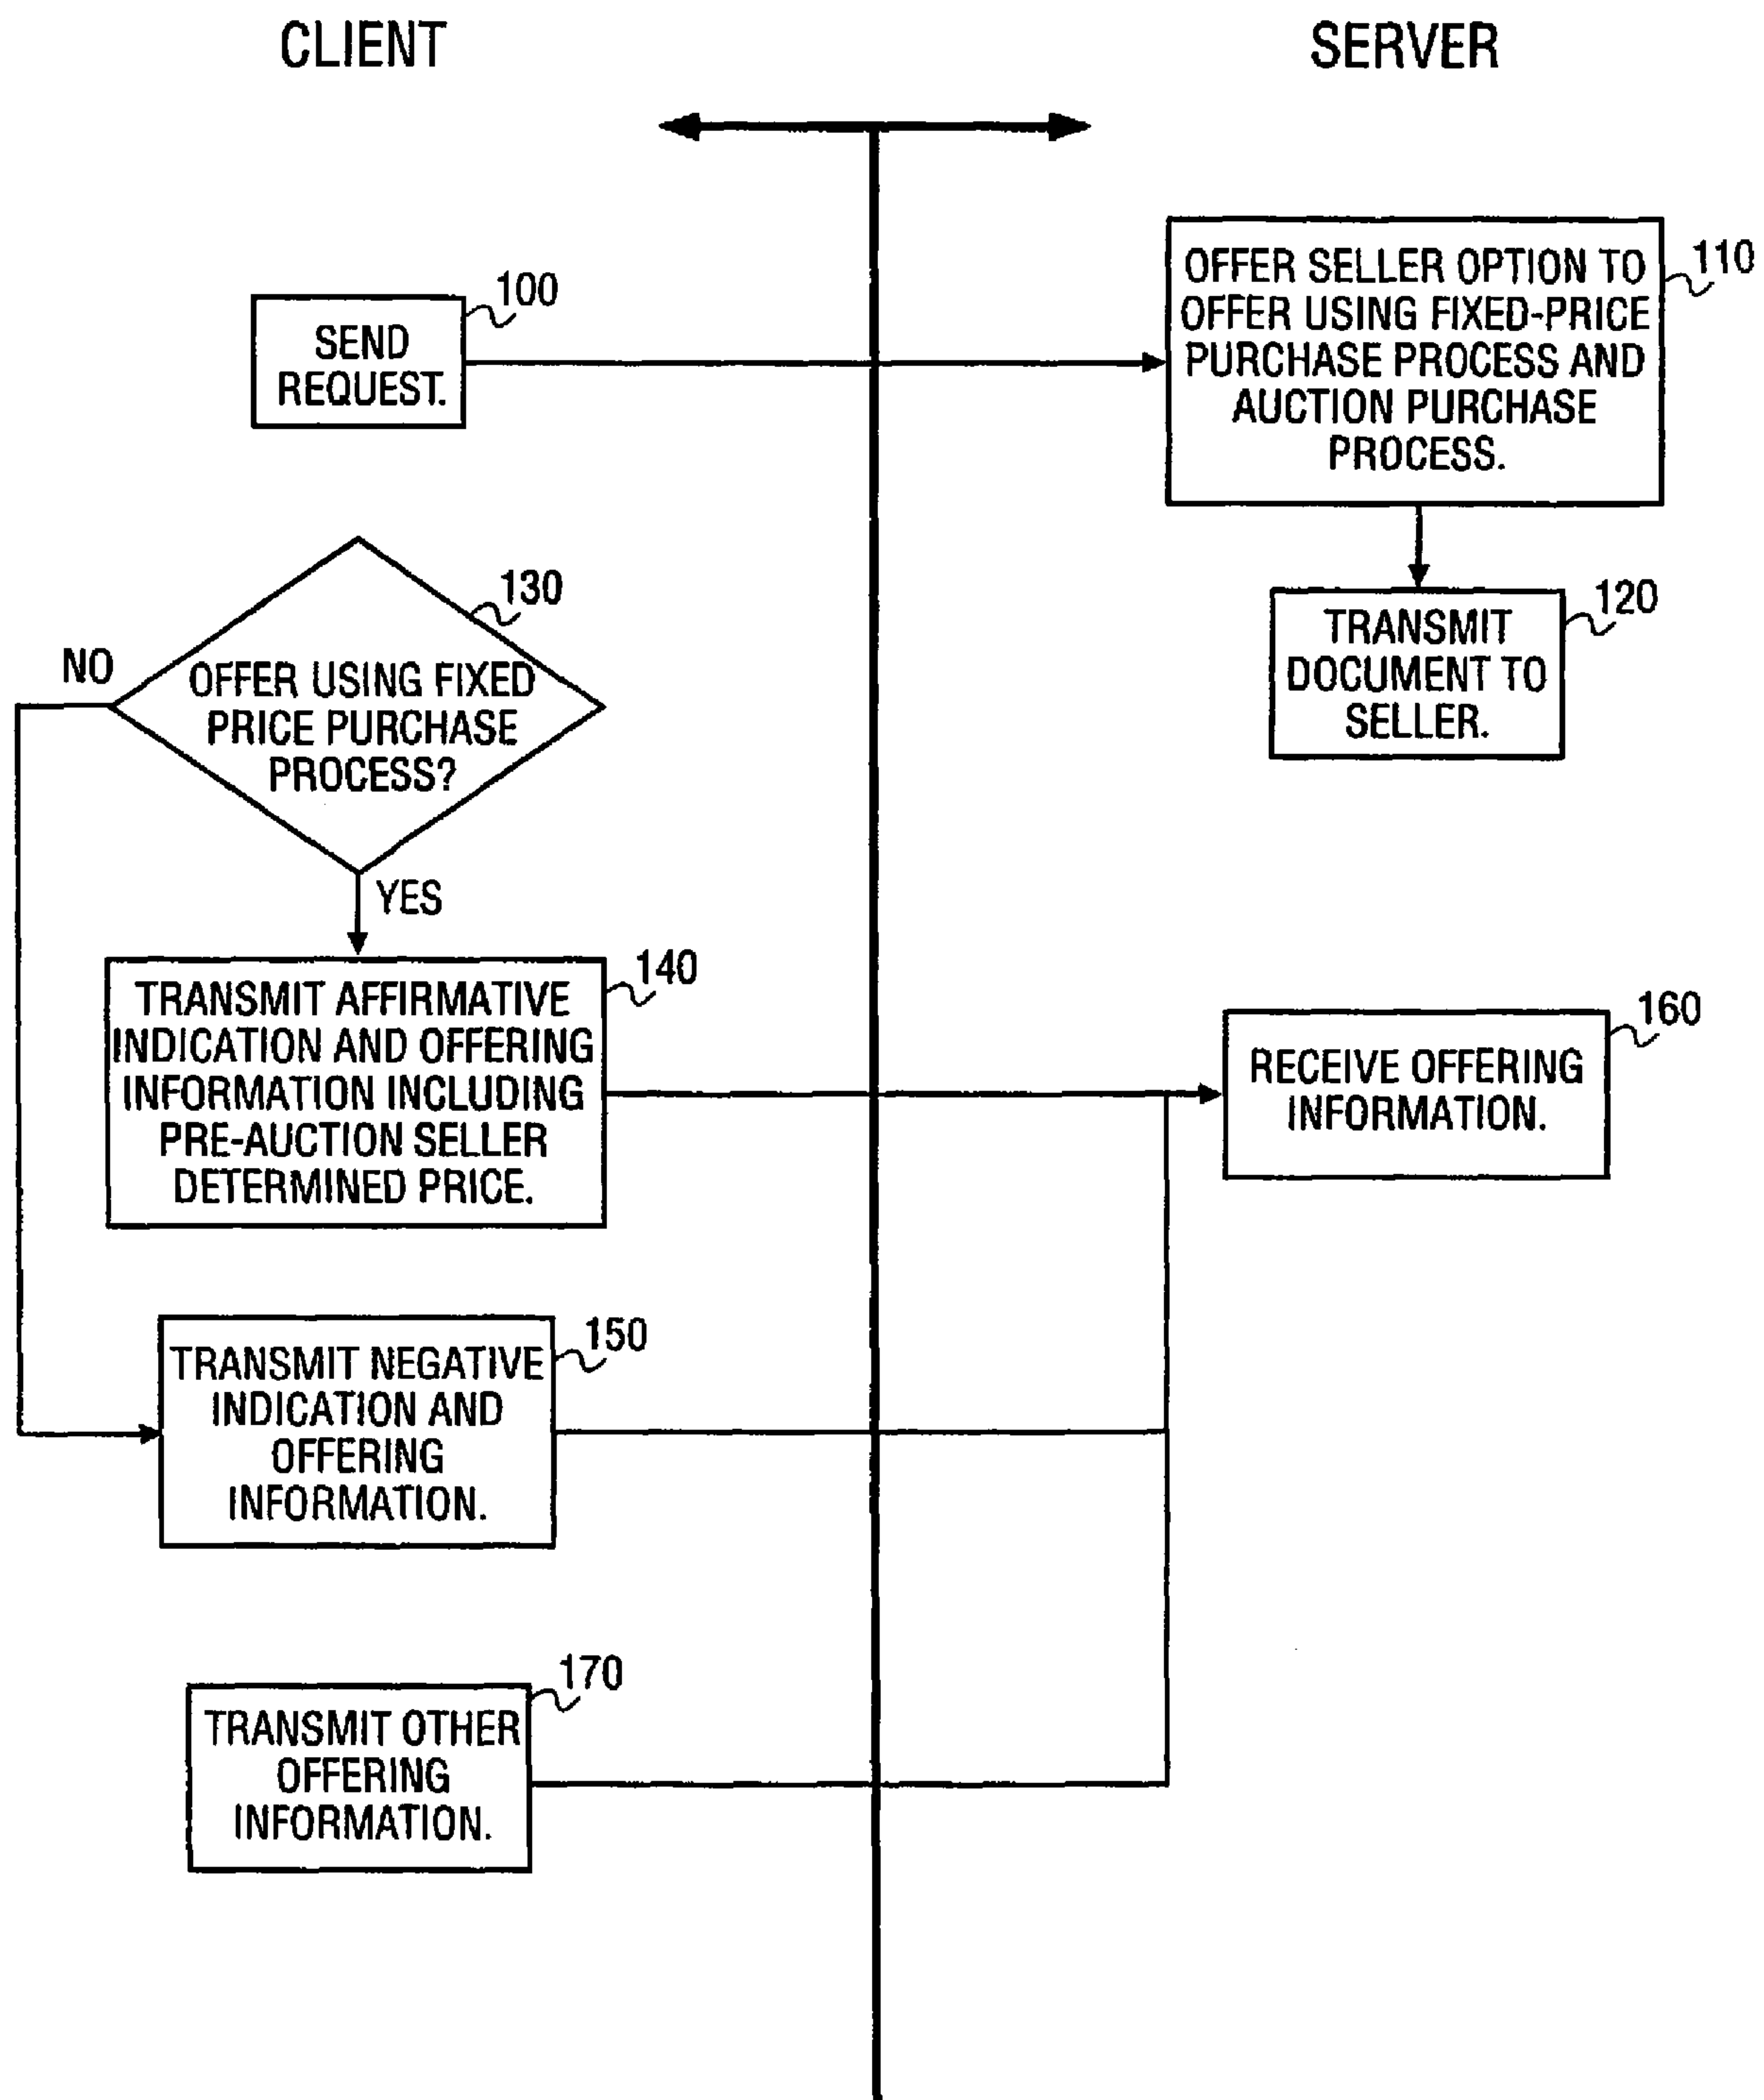 CLIENT
SERVER
100
SEND
REQUEST.
110
OFFER SELLER OPTION TO
OFFER USING FIXED-PRICE
PURCHASE PROCESS AND
AUCTION PURCHASE
PROCESS.
120
TRANSMIT
DOCUMENT TO
SELLER.
130
NO
OFFER USING FIXED
PRICE PURCHASE
PROCESS?
YES
140
TRANSMIT AFFIRMATIVE
INDICATION AND OFFERING
INFORMATION INCLUDING
PRE-AUCTION SELLER
DETERMINED PRICE.
160
RECEIVE OFFERING
INFORMATION.
150
TRANSMIT NEGATIVE
INDICATION AND
OFFERING
INFORMATION.
170
TRANSMIT OTHER
OFFERING
INFORMATION.